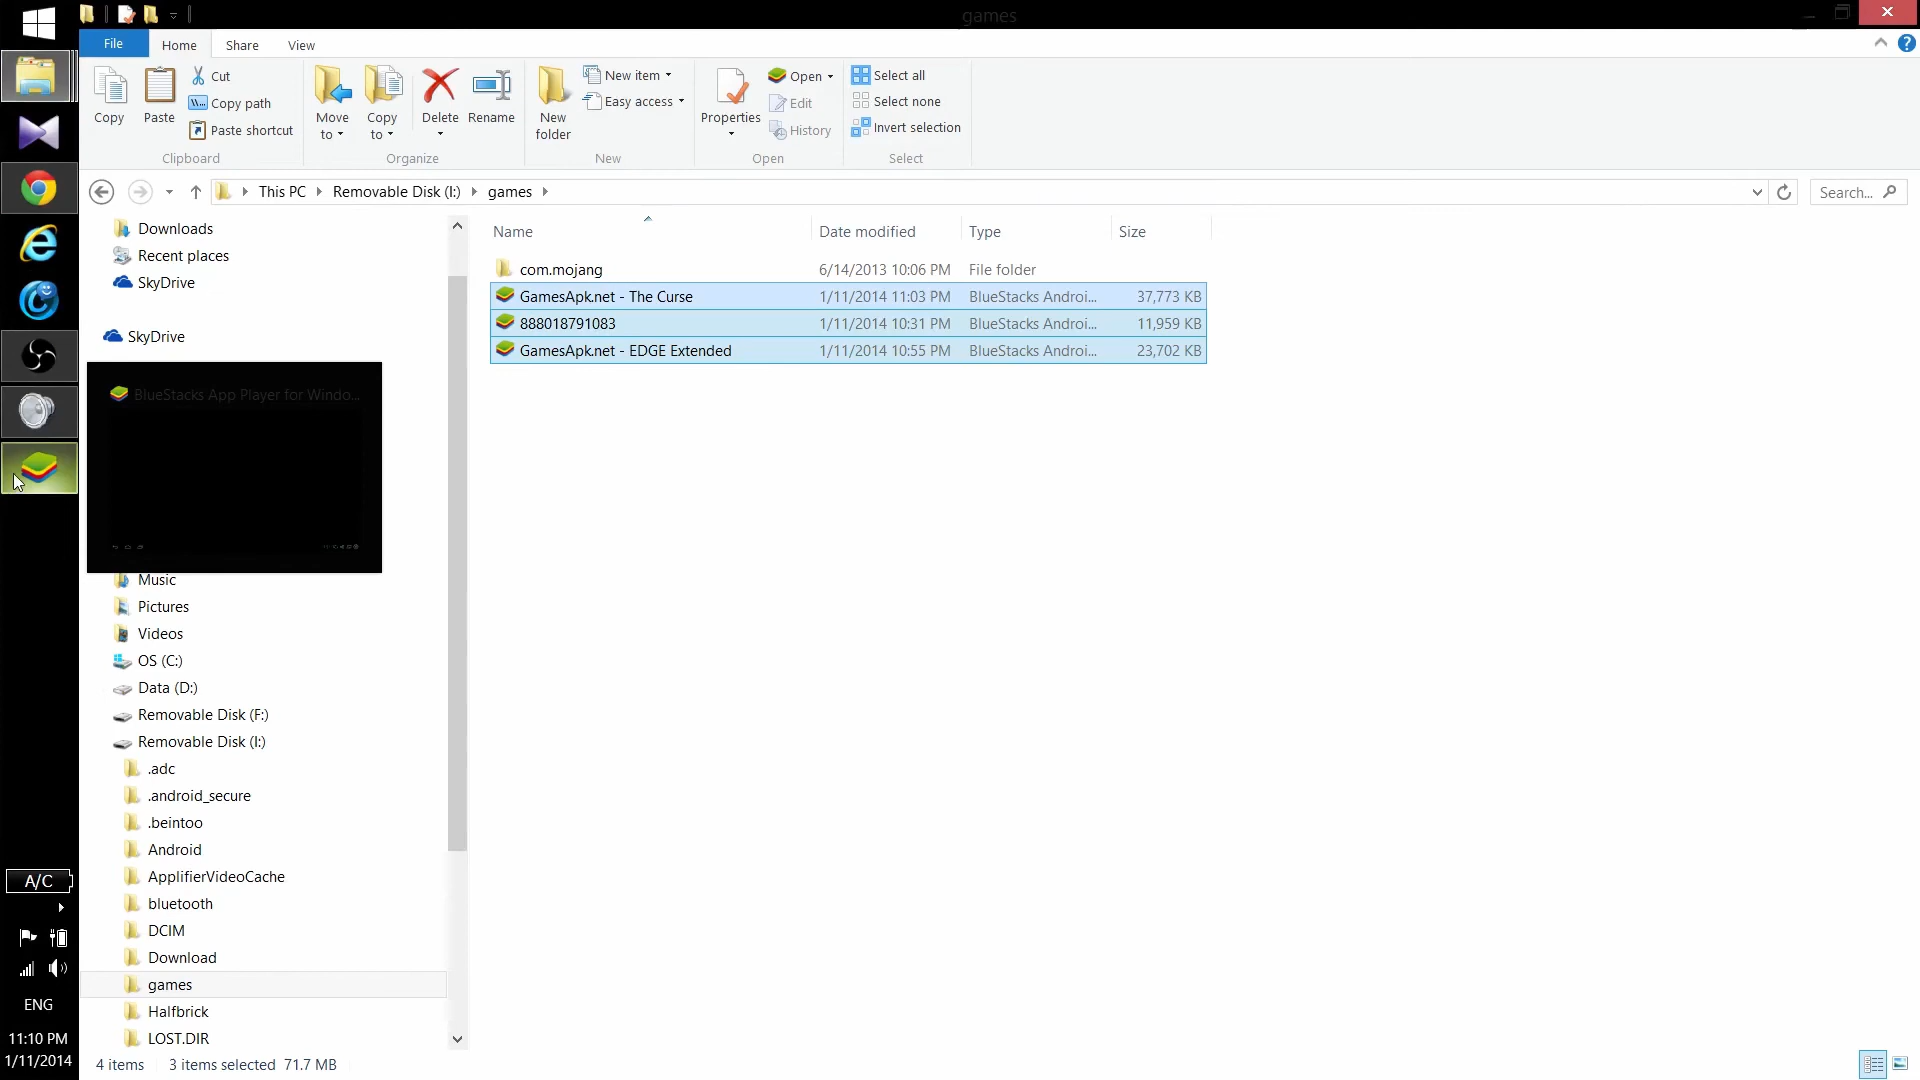 games
File Home Share View
Copy
Paste
Cut
Copy path
Paste shortcut
Clipboard
Move to
Copy to
Delete
Rename
Organize
New folder
New item
Easy access
New
Properties
Open
Edit
History
Open
Select all
Select none
Invert selection
Select
This PC Removable Disk (I:) games
Search...
Downloads
Recent places
SkyDrive
SkyDrive
BlueStacks App Player for Windo...
Music
Pictures
Videos
OS (C:)
Data (D:)
Removable Disk (F:)
Removable Disk (I:)
.adc
.android_secure
.beintoo
Android
ApplifierVideoCache
bluetooth
DCIM
Download
games
Halfbrick
LOST.DIR
Name Date modified Type Size
com.mojang 6/14/2013 10:06 PM File folder
GamesApk.net - The Curse 1/11/2014 11:03 PM BlueStacks Androi... 37,773 KB
888018791083 1/11/2014 10:31 PM BlueStacks Androi... 11,959 KB
GamesApk.net - EDGE Extended 1/11/2014 10:55 PM BlueStacks Androi... 23,702 KB
A/C
ENG
11:10 PM
1/11/2014
4 items 3 items selected 71.7 MB